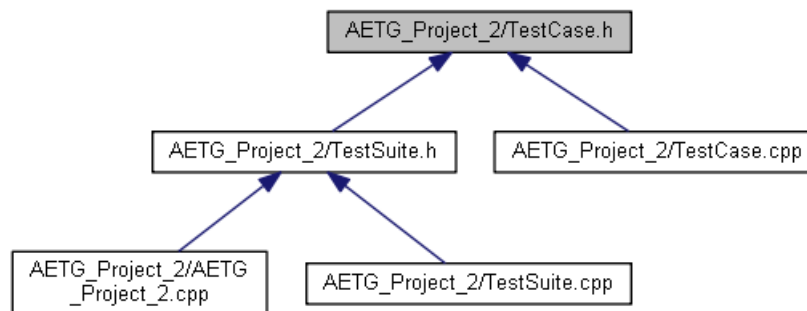 AETG_Project_2/TestCase.h
AETG_Project_2/TestSuite.h
AETG_Project_2/TestCase.cpp
AETG_Project_2/AETG
_Project_2.cpp
AETG_Project_2/TestSuite.cpp